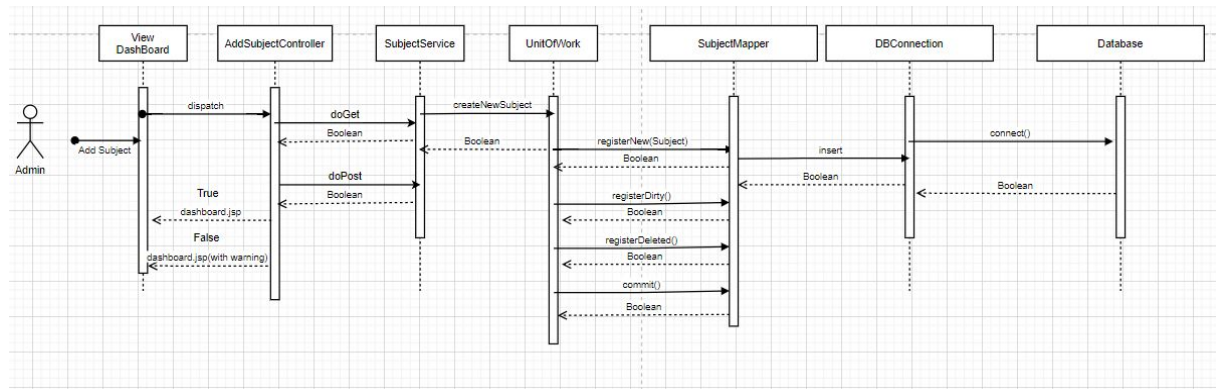 View
DashBoard
AddSubjectController
SubjectService
UnitOfWork
SubjectMapper
DBConnection
Database
dispatch
doGet
createNewSubject
Boolean
Add Subject
Admin
Boolean
registerNew(Subject)
connect()
insert
Boolean
doPost
Boolean
Boolean
Boolean
True
registerDirty()
dashboard.jsp
Boolean
False
registerDeleted()
dashboard.jsp(with warning)
Boolean
commit()
Boolean